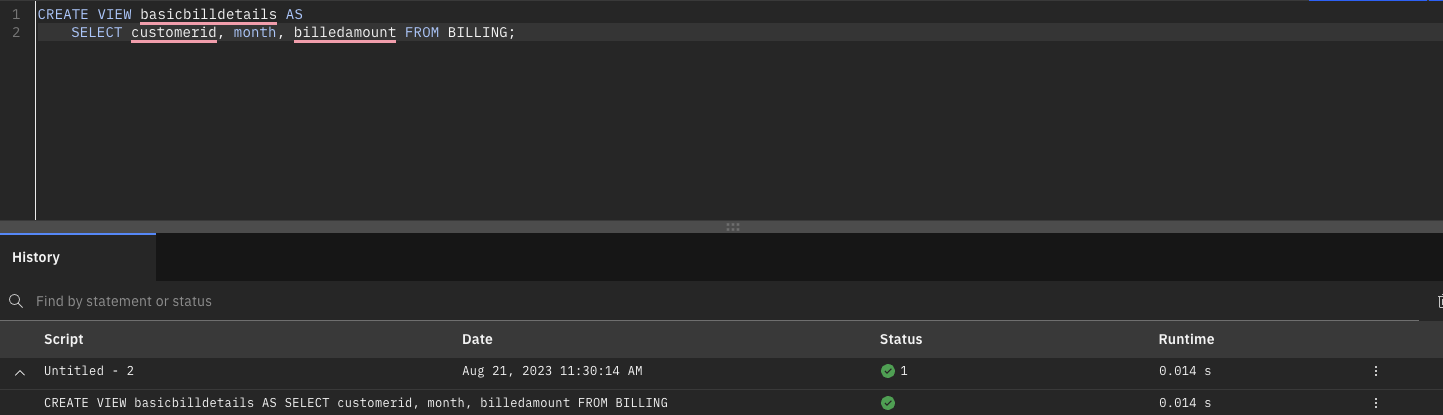 1 CREATE VIEW basicbilldetails AS
2 SELECT customerid, month, billedamount FROM BILLING;
History
Find by statement or status
Script Date Status Runtime
Untitled - 2 Aug 21, 2023 11:30:14 AM 1 0.014 s
CREATE VIEW basicbilldetails AS SELECT customerid, month, billedamount FROM BILLING 0.014 s